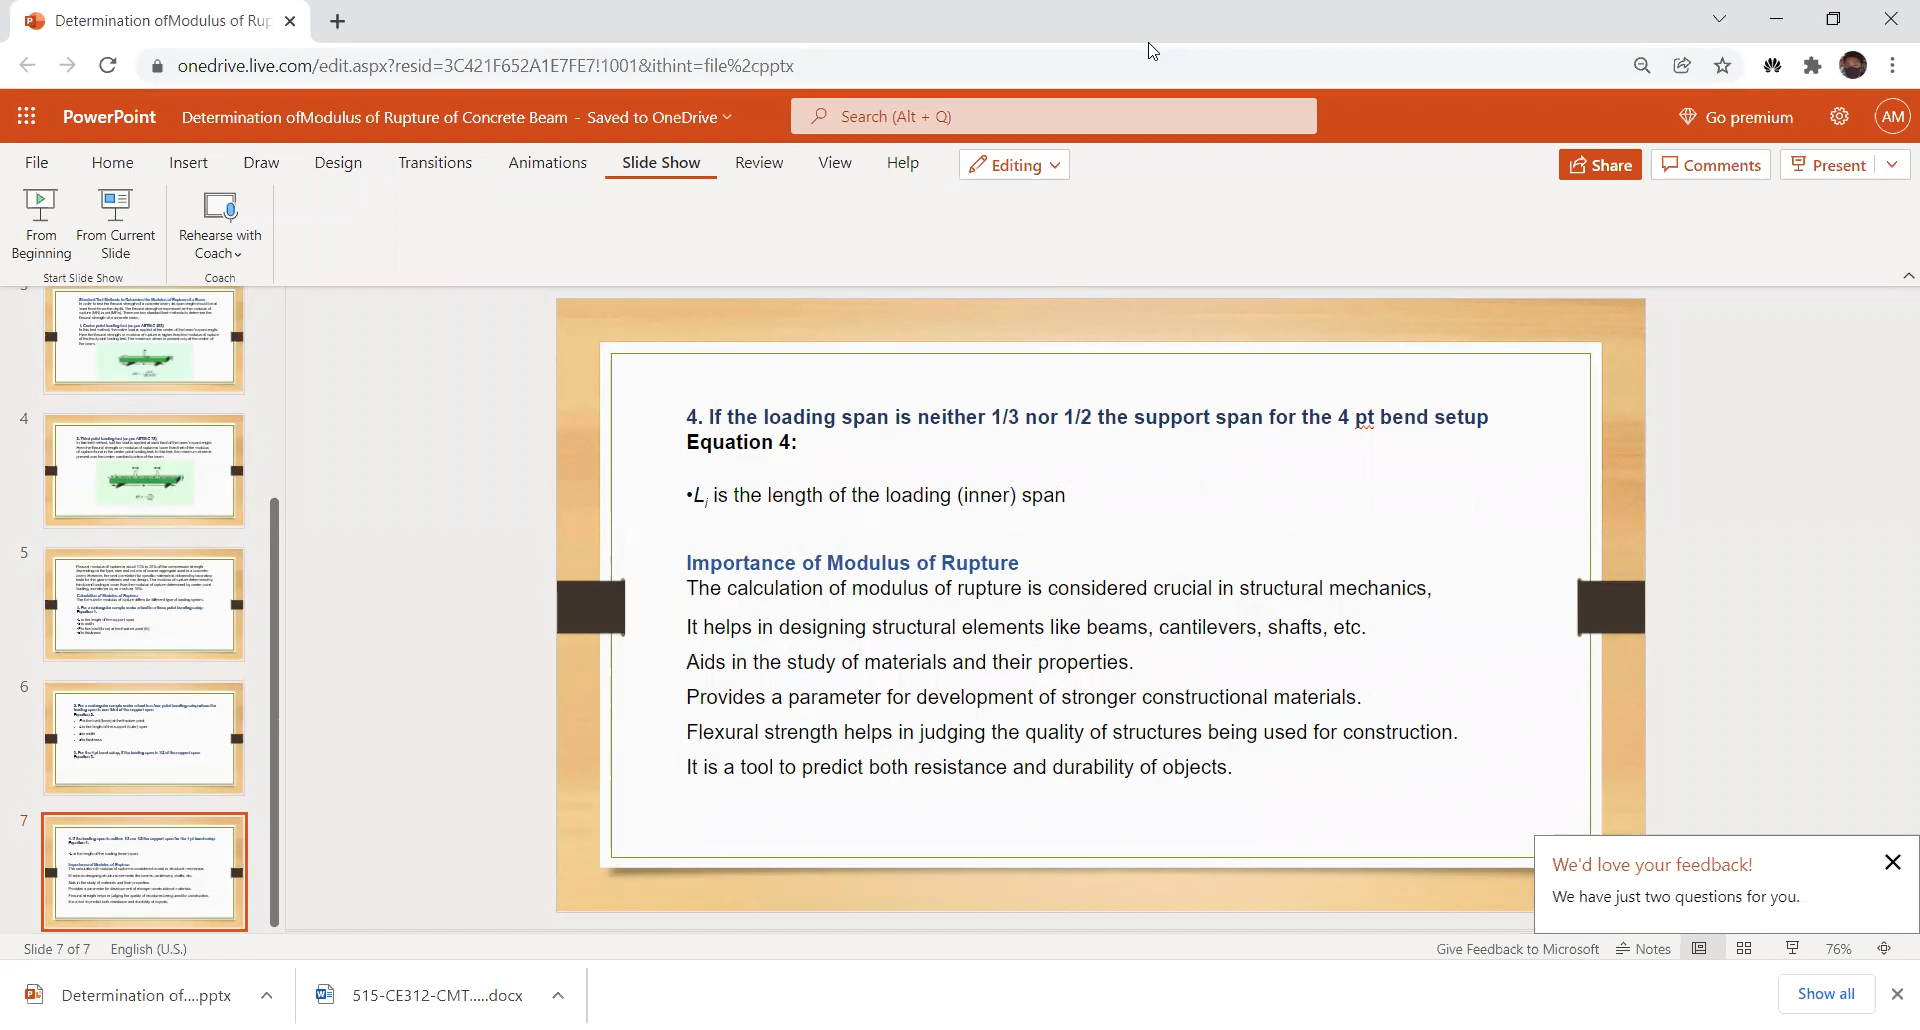 Determination ofModulus of Rup
onedrive.live.com/edit.aspx?resid=3C421F652A1E7FE7!1001&ithint=file%2cpptx
PowerPoint
Determination ofModulus of Rupture of Concrete Beam - Saved to OneDrive
Search (Alt + Q)
Go premium
AM
File Home Insert Draw Design Transitions Animations Slide Show Review View Help
Editing
Share
Comments
Present
From Beginning
From Current Slide
Rehearse with Coach
Start Slide Show
Coach
4
5
6
7
4. If the loading span is neither 1/3 nor 1/2 the support span for the 4 pt bend setup
Equation 4:
•Li is the length of the loading (inner) span
Importance of Modulus of Rupture
The calculation of modulus of rupture is considered crucial in structural mechanics,
It helps in designing structural elements like beams, cantilevers, shafts, etc.
Aids in the study of materials and their properties.
Provides a parameter for development of stronger constructional materials.
Flexural strength helps in judging the quality of structures being used for construction.
It is a tool to predict both resistance and durability of objects.
We'd love your feedback!
We have just two questions for you.
Slide 7 of 7
English (U.S.)
Give Feedback to Microsoft
Notes
76%
Determination of....pptx
515-CE312-CMT.....docx
Show all